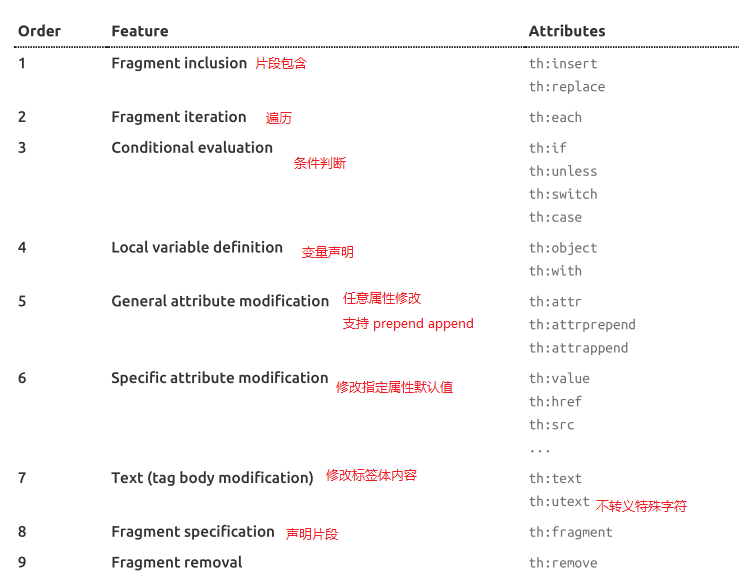 Order Feature Attributes
1 Fragment inclusion 片段包含 th:insert
th:replace
2 Fragment iteration 遍历 th:each
3 Conditional evaluation 条件判断 th:if
th:unless
th:switch
th:case
4 Local variable definition 变量声明 th:object
th:with
5 General attribute modification 任意属性修改 th:attr
支持 prepend append th:attrprepend
th:attrappend
6 Specific attribute modification 修改指定属性默认值 th:value
th:href
th:src
...
7 Text (tag body modification) 修改标签体内容 th:text
th:utext 不转义特殊字符
8 Fragment specification 声明片段 th:fragment
9 Fragment removal th:remove